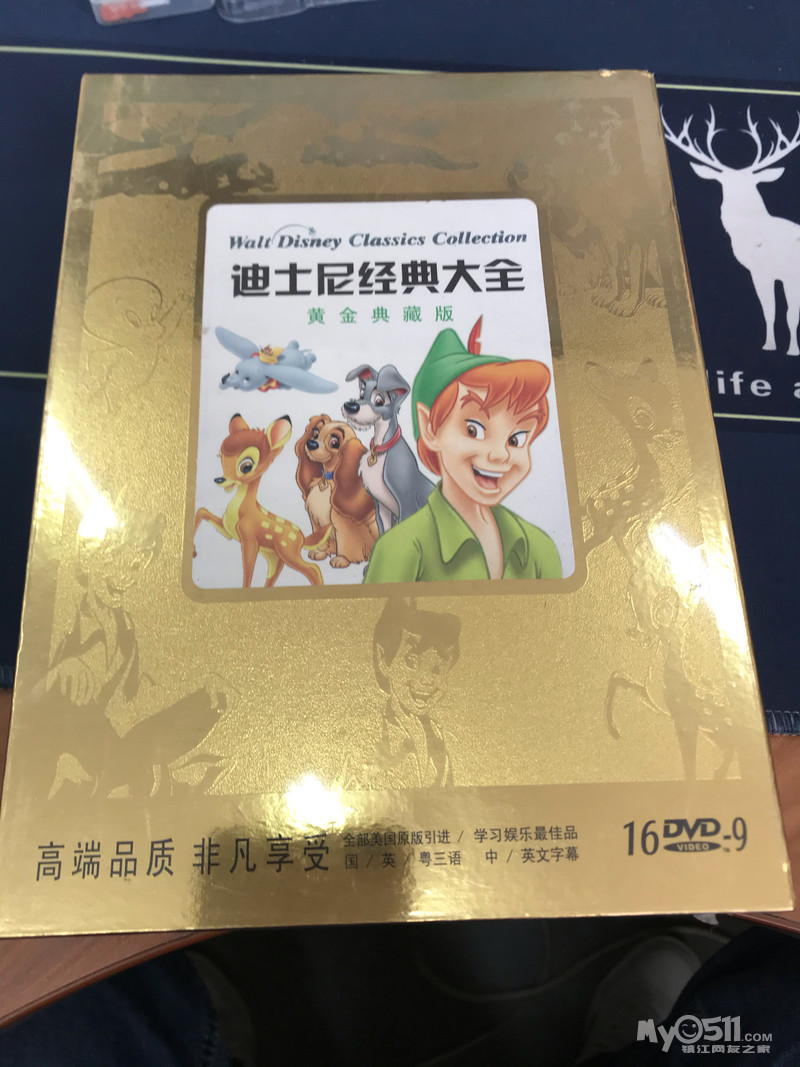 Walt Disney Classics Collection
迪士尼经典大全
黄金典藏版
life a
高端品质 非凡享受
全部美国原版引进 / 学习娱乐最佳品
国 / 英 / 粤三语 中 / 英文字幕
16 DVD-9
VIDEO
My0511.COM
镇江网友之家